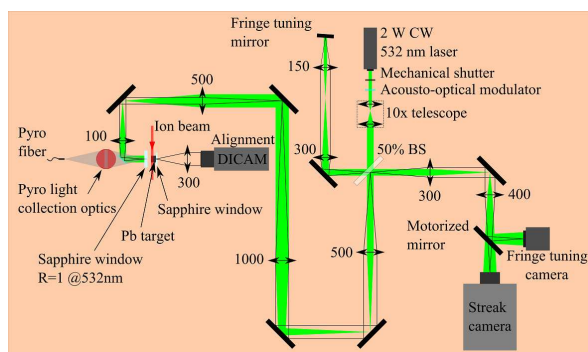 Fringe tuning
mirror
2 W CW
532 nm laser
Mechanical shutter
Acousto-optical modulator
10x telescope
150
500
100
Ion beam
Alignment
DICAM
Pyro
fiber
300
Sapphire window
Pyro light
collection optics
Pb target
Sapphire window
R=1 @532nm
300
50% BS
300
400
Motorized
mirror
1000
500
Fringe tuning
camera
Streak
camera